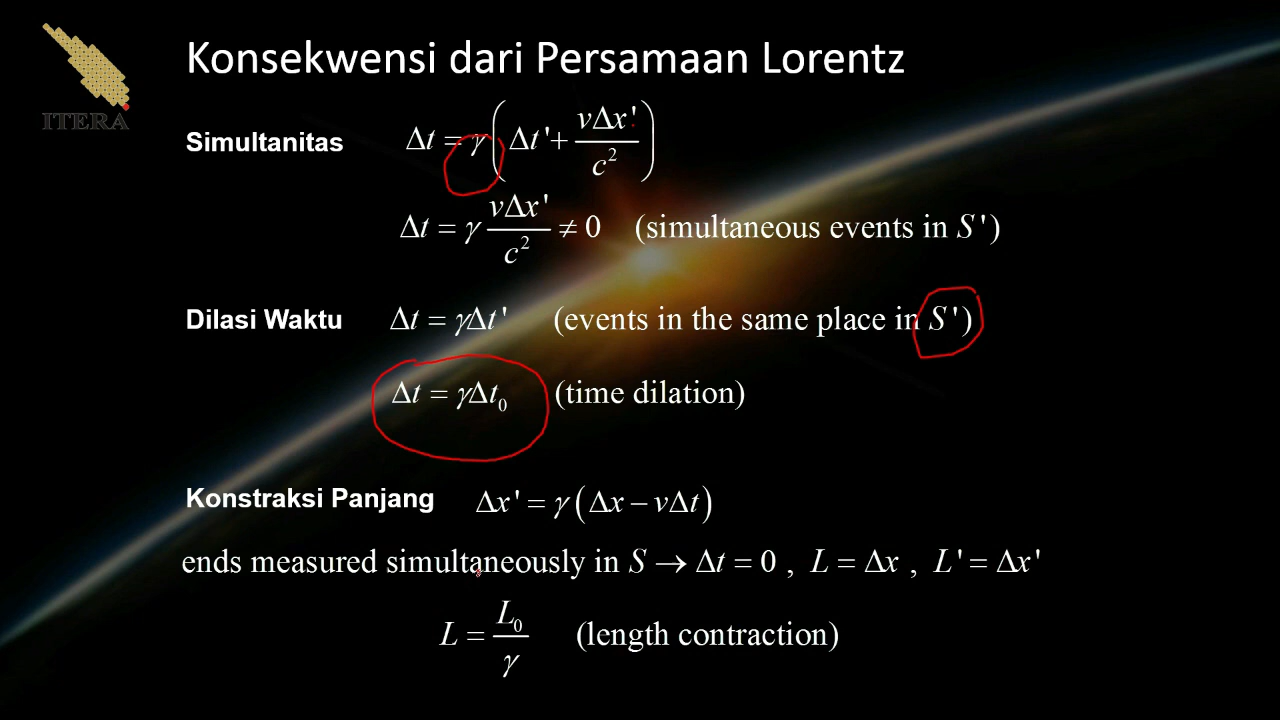 Konsekwensi dari Persamaan Lorentz
ITERA
Simultanitas Δt = γ(Δt' + vΔx'/c²)
Δt = γ vΔx'/c² ≠ 0 (simultaneous events in S')
Dilasi Waktu Δt = γΔt' (events in the same place in S')
Δt = γΔt₀ (time dilation)
Konstraksi Panjang Δx' = γ(Δx − vΔt)
ends measured simultaneously in S → Δt = 0 , L = Δx , L' = Δx'
L = L₀/γ (length contraction)